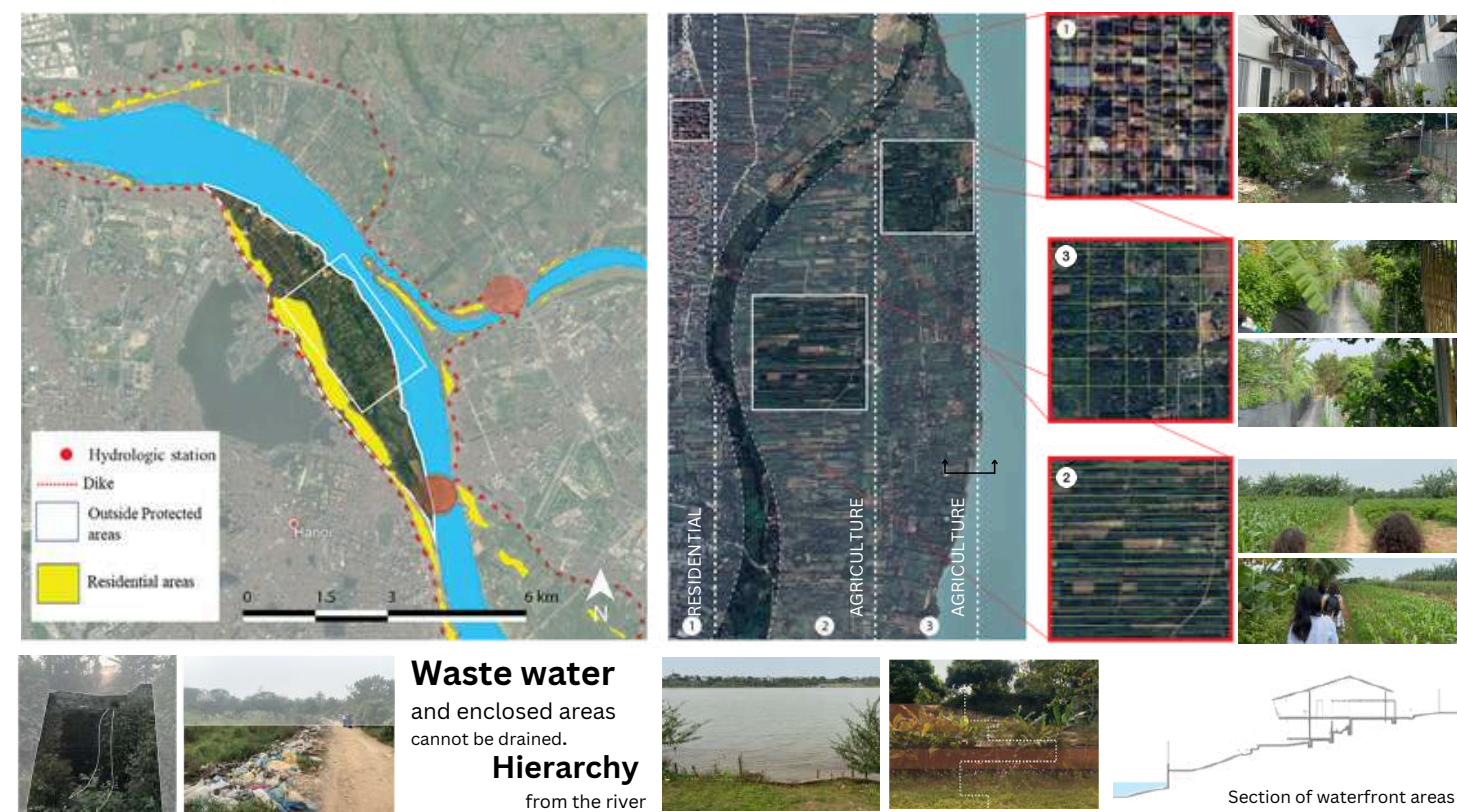 Hydrologic station
Dike
Outside Protected
areas
Residential areas
Hanoi
0 1.5 3 6 km
N
RESIDENTIAL
AGRICULTURE
AGRICULTURE
1
2
3
1
3
2
Waste water
and enclosed areas
cannot be drained.
Hierarchy
from the river
Section of waterfront areas